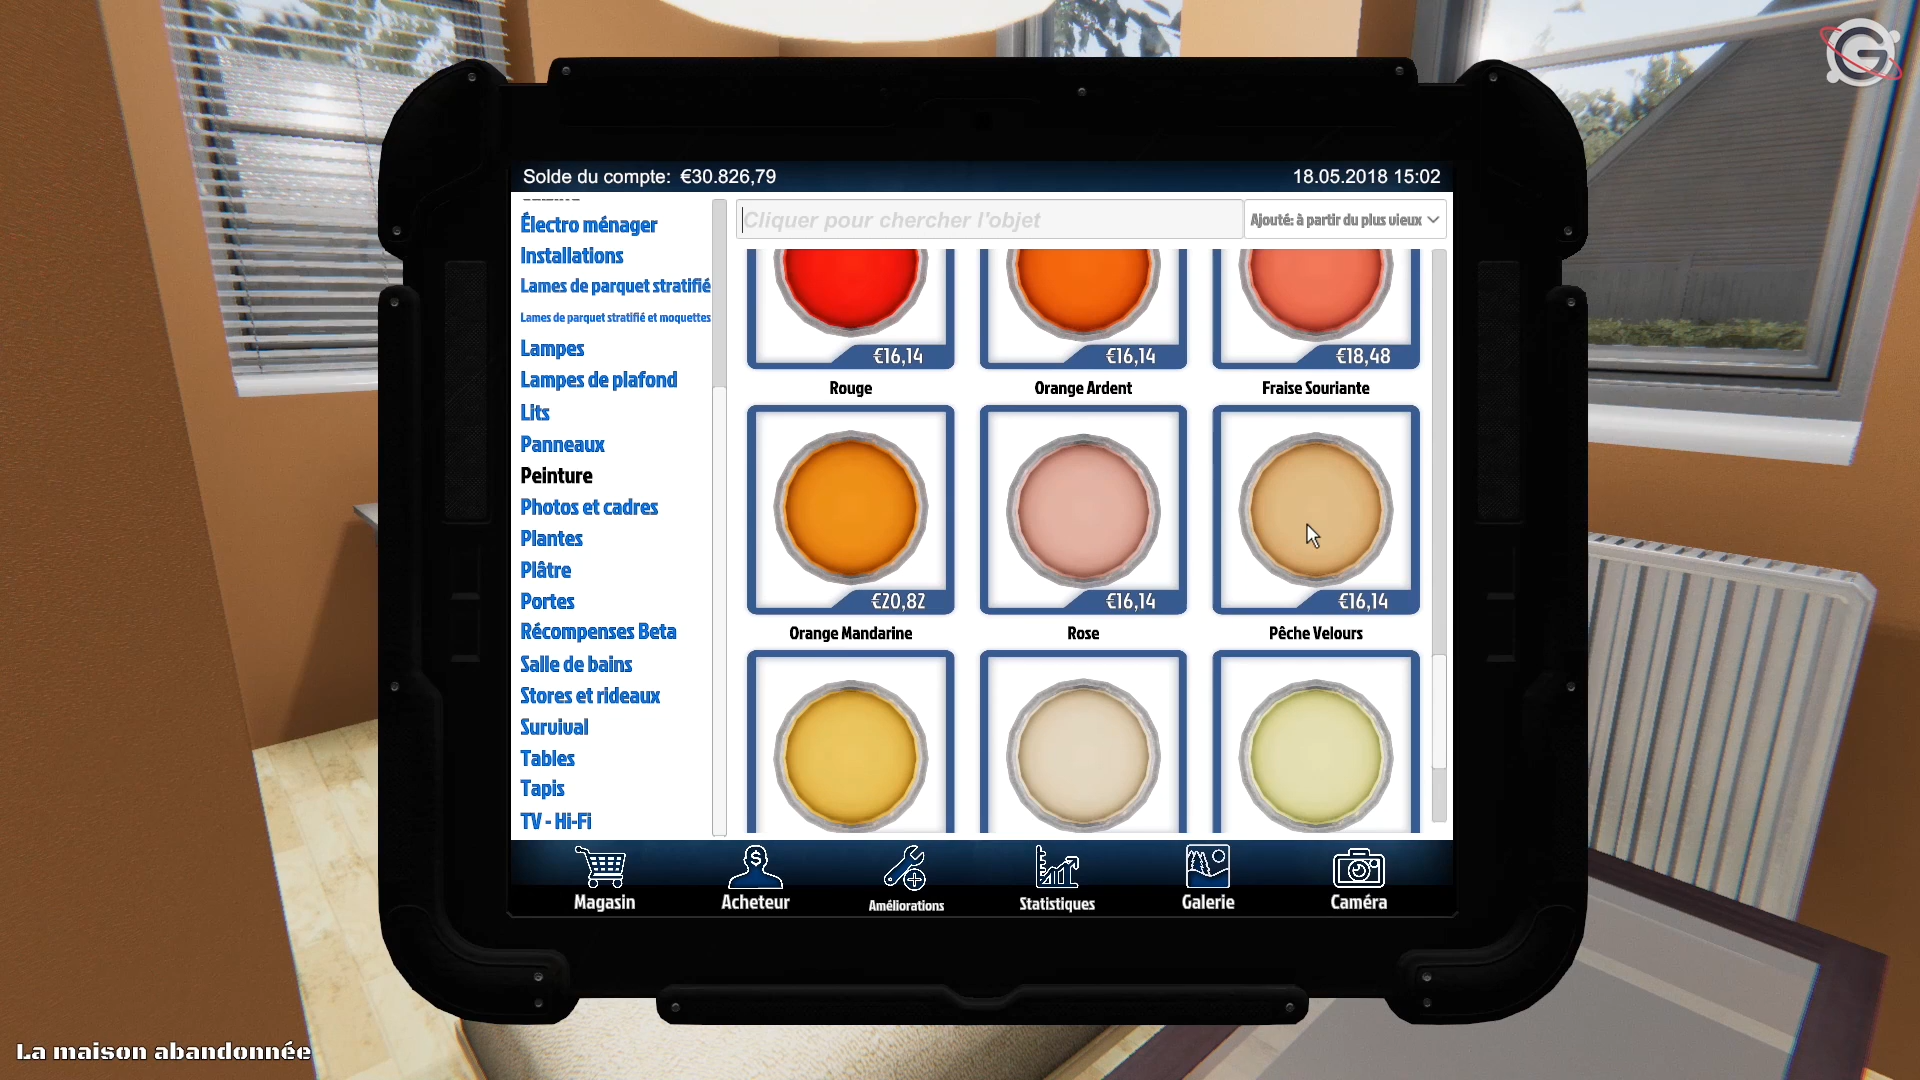 Solde du compte: €30.826,79
18.05.2018 15:02
Électro ménager
Installations
Lames de parquet stratifié
Lames de parquet stratifié et moquettes
Lampes
Lampes de plafond
Lits
Panneaux
Peinture
Photos et cadres
Plantes
Plâtre
Portes
Récompenses Beta
Salle de bains
Stores et rideaux
Survival
Tables
Tapis
TV - Hi-Fi
Cliquer pour chercher l'objet
Ajouté: à partir du plus vieux
€16,14
€16,14
€18,48
Rouge
Orange Ardent
Fraise Souriante
€20,82
€16,14
€16,14
Orange Mandarine
Rose
Pêche Velours
Magasin
Acheteur
Améliorations
Statistiques
Galerie
Caméra
La maison abandonnée
G